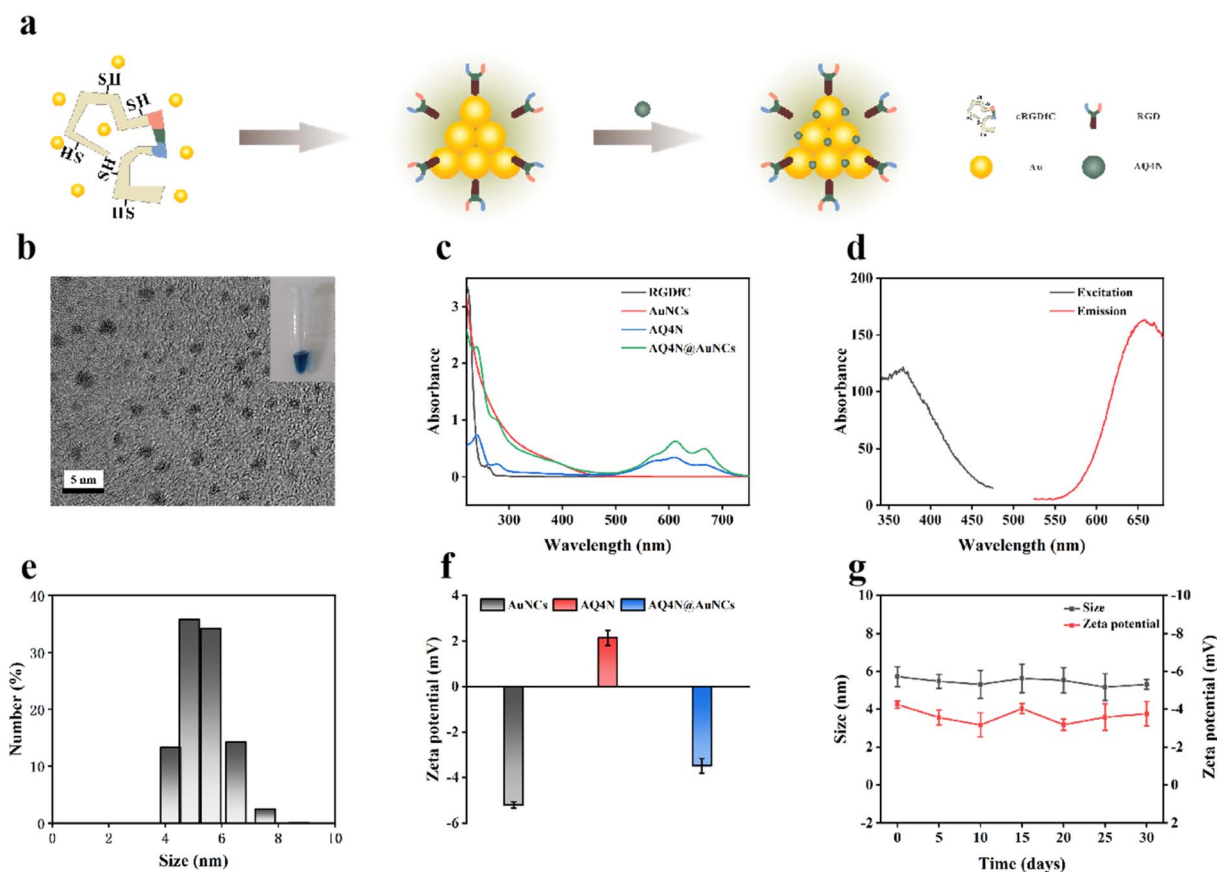 a
SH
SH
SH
SH
SH
cRGDfC
RGD
Au
AQ4N
b
5 nm
c
Absorbance
3
2
1
0
RGDfC
AuNCs
AQ4N
AQ4N@AuNCs
300 400 500 600 700
Wavelength (nm)
d
Absorbance
200
150
100
50
0
Excitation
Emission
350 400 450 500 550 600 650
Wavelength (nm)
e
Number (%)
40
30
20
10
0
0 2 4 6 8 10
Size (nm)
f
Zeta potential (mV)
4
2
0
-2
-4
-6
AuNCs AQ4N AQ4N@AuNCs
g
Size (nm)
10
8
6
4
2
0
-2
Size
Zeta potential
-10
-8
-6
-4
-2
0
2
Zeta potential (mV)
0 5 10 15 20 25 30
Time (days)